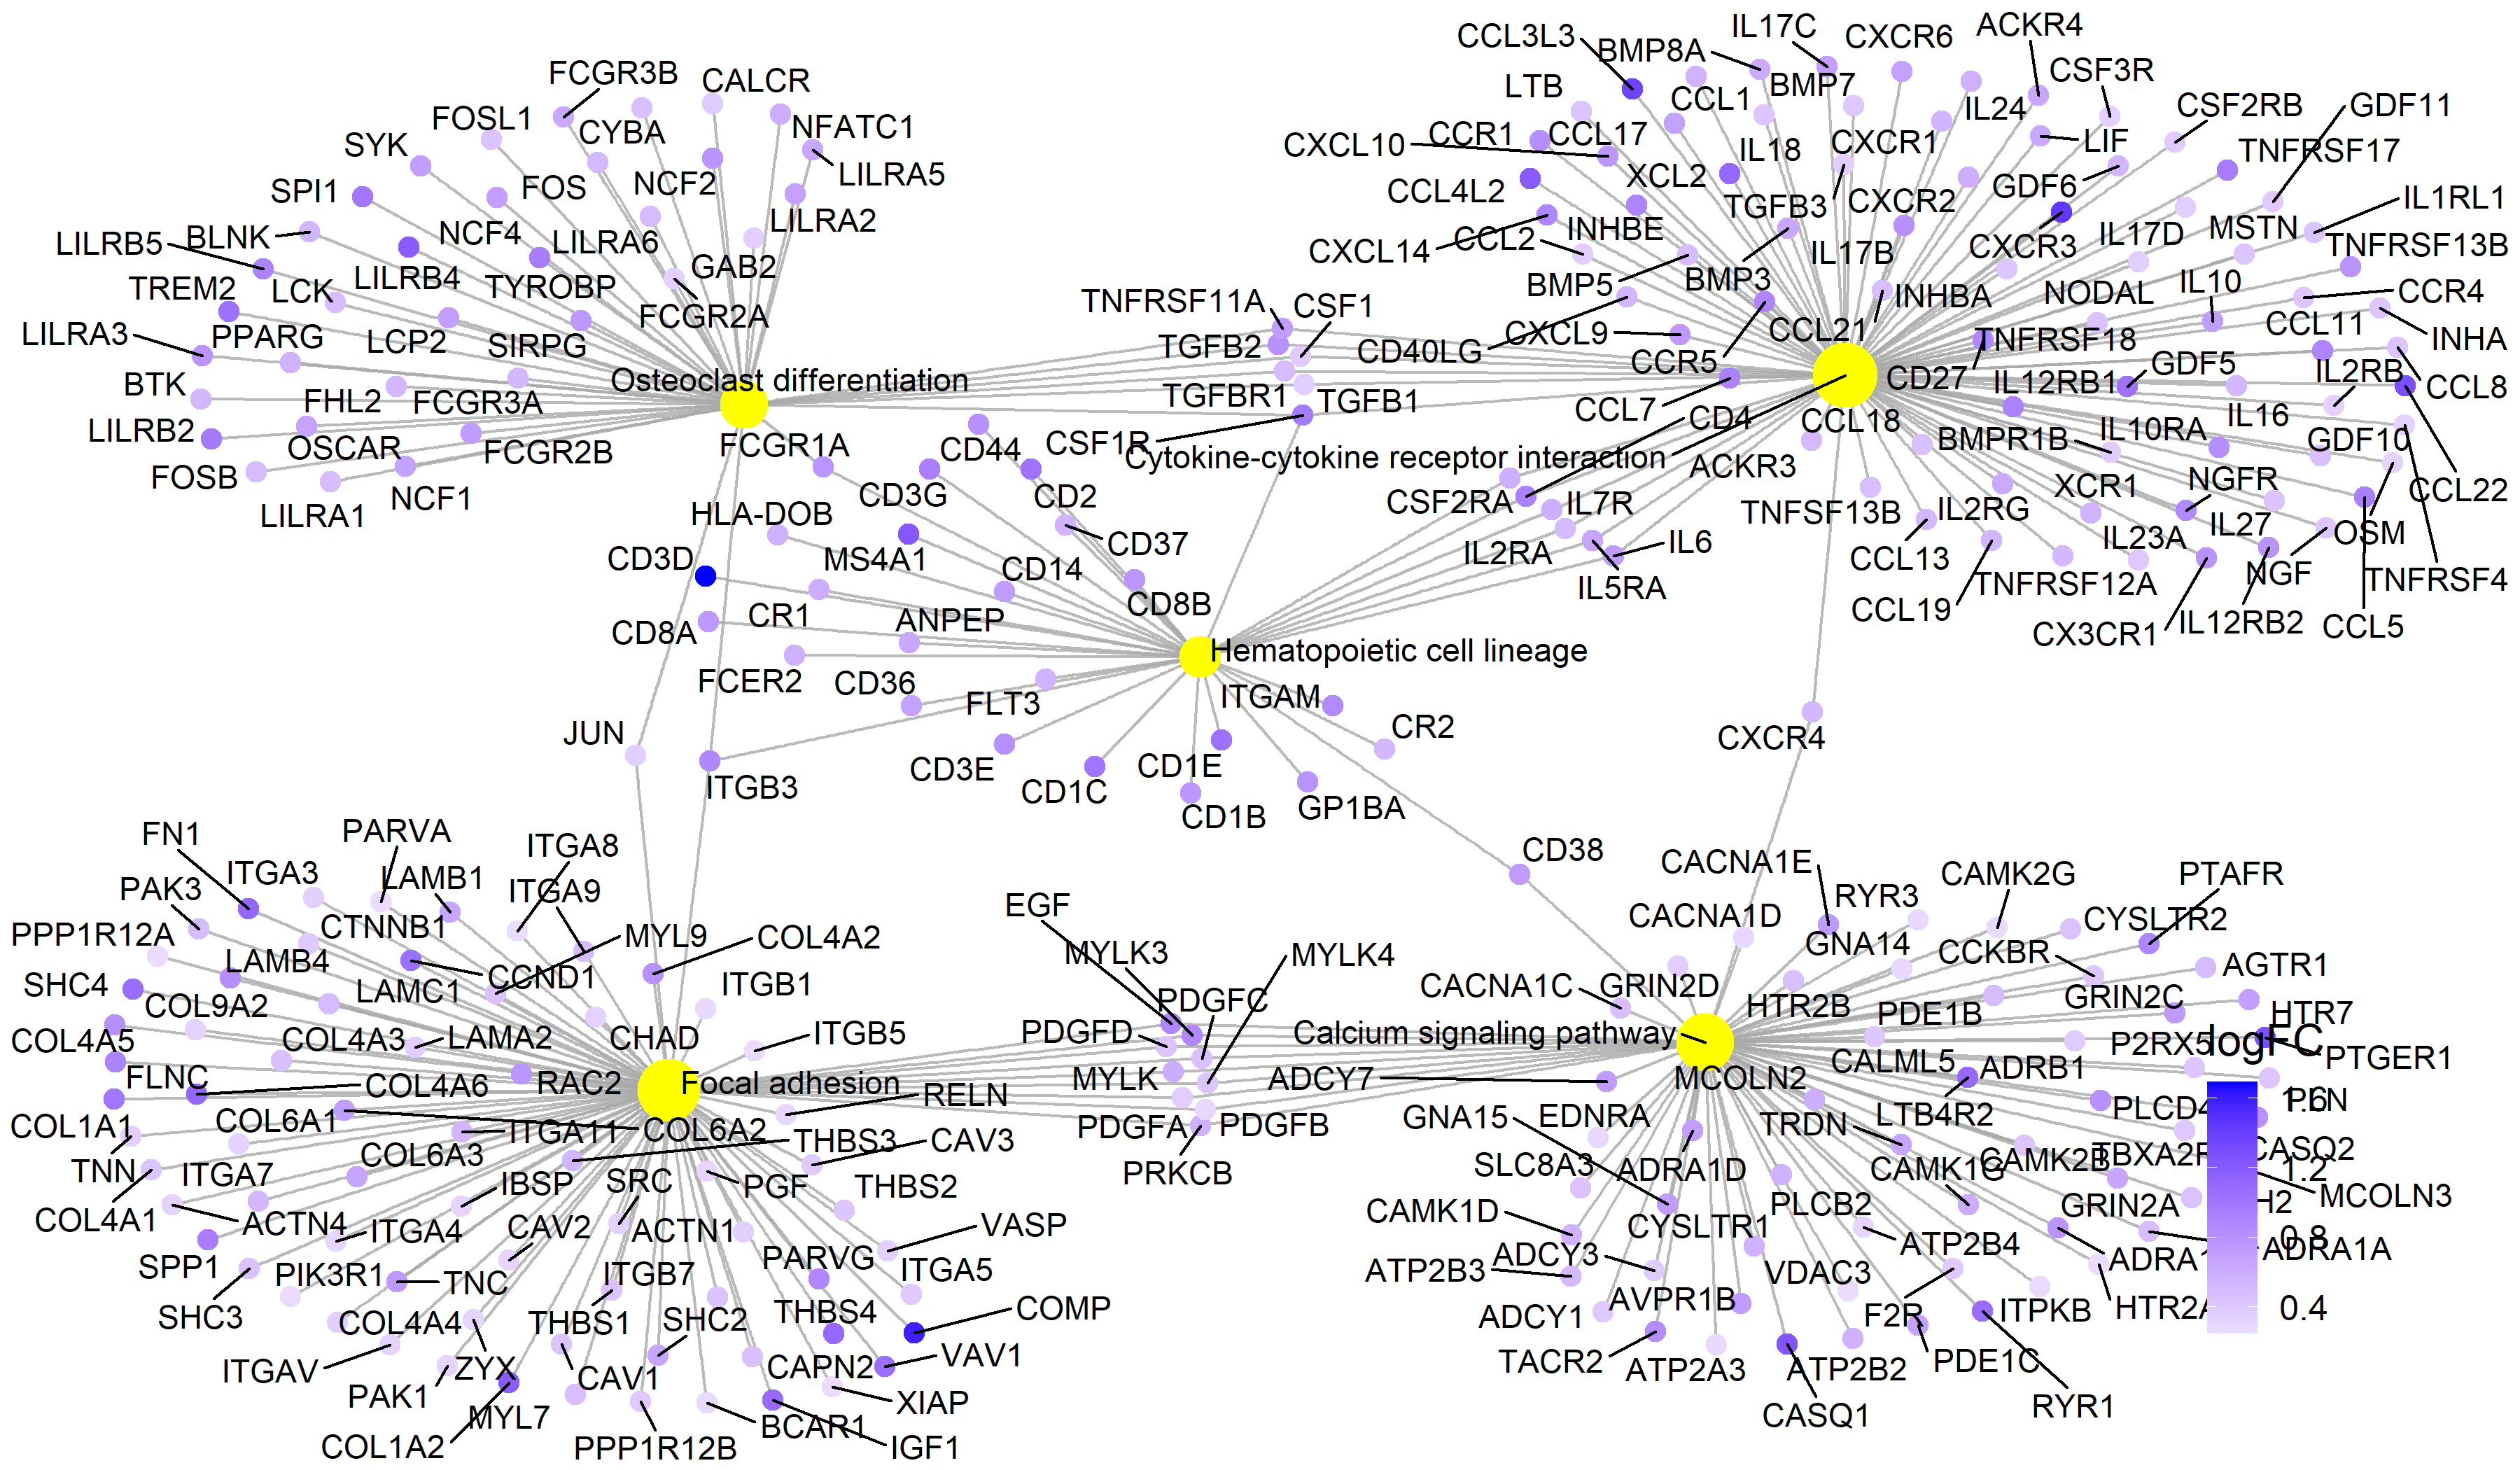 FCGR3B
CALCR
FOSL1
CYBA
NFATC1
SYK
LILRA5
SPI1
FOS
NCF2
LILRA2
LILRB5
BLNK
NCF4
LILRA6
GAB2
TREM2
LCK
LILRB4
TYROBP
FCGR2A
LILRA3
PPARG
LCP2
SIRPG
BTK
FHL2
FCGR3A
Osteoclast differentiation
LILRB2
OSCAR
FCGR2B
FCGR1A
FOSB
LILRA1
NCF1
CCL3L3
BMP8A
IL17C
CXCR6
ACKR4
LTB
CCL1
BMP7
IL24
CSF3R
CSF2RB
GDF11
CXCL10
CCR1
CCL17
IL18
CXCR1
LIF
TNFRSF17
CCL4L2
XCL2
TGFB3
CXCR2
GDF6
IL1RL1
CXCL14
CCL2
INHBE
IL17B
CXCR3
IL17D
MSTN
TNFRSF13B
BMP5
BMP3
INHBA
NODAL
IL10
CCR4
TNFRSF11A
CSF1
TGFB2
CD40LG
CXCL9
CCL21
TNFRSF18
CCL11
INHA
CCR5
CD27
IL12RB1
GDF5
IL2RB
CCL8
TGFBR1
TGFB1
CCL7
CD4
CCL18
BMPR1B
IL10RA
IL16
GDF10
CSF1R
Cytokine-cytokine receptor interaction
ACKR3
XCR1
NGFR
CCL22
CD44
CD3G
CD2
CSF2RA
IL7R
TNFSF13B
IL2RG
IL23A
IL27
OSM
HLA-DOB
MS4A1
CD37
IL2RA
IL6
CCL13
TNFRSF12A
NGF
TNFRSF4
CD3D
CD14
CD8B
IL5RA
CCL19
CX3CR1
IL12RB2
CCL5
CD8A
CR1
ANPEP
Hematopoietic cell lineage
FCER2
CD36
FLT3
ITGAM
CR2
JUN
ITGB3
CD3E
CD1C
CD1E
CD1B
GP1BA
CXCR4
CD38
FN1
PARVA
ITGA8
PAK3
ITGA3
LAMB1
ITGA9
PPP1R12A
CTNNB1
MYL9
COL4A2
SHC4
LAMB4
LAMC1
CCND1
ITGB1
COL9A2
COL4A5
COL4A3
LAMA2
CHAD
ITGB5
FLNC
COL4A6
RAC2
Focal adhesion
RELN
COL1A1
COL6A1
ITGA11
COL6A2
THBS3
CAV3
TNN
ITGA7
COL6A3
IBSP
SRC
PGF
THBS2
COL4A1
ACTN4
ITGA4
CAV2
ACTN1
VASP
SPP1
PIK3R1
TNC
ITGB7
PARVG
ITGA5
SHC3
COL4A4
THBS1
SHC2
THBS4
COMP
ITGAV
ZYX
CAV1
CAPN2
VAV1
PAK1
MYL7
XIAP
COL1A2
PPP1R12B
BCAR1
IGF1
EGF
MYLK3
MYLK4
PDGFC
PDGFD
MYLK
PDGFA
PDGFB
PRKCB
CACNA1E
RYR3
CAMK2G
PTAFR
CACNA1D
GNA14
CCKBR
CYSLTR2
CACNA1C
GRIN2D
HTR2B
PDE1B
GRIN2C
AGTR1
Calcium signaling pathway
HTR7
ADCY7
MCOLN2
CALML5
ADRB1
P2RX5
PTGER1
GNA15
EDNRA
TRDN
LTB4R2
PLCD4
PLN
SLC8A3
ADRA1D
CAMK1G
CAMK2B
CASQ2
CAMK1D
CYSLTR1
PLCB2
GRIN2A
MCOLN3
ATP2B3
ADCY3
ATP2B4
ADRA1A
ADCY1
AVPR1B
VDAC3
F2R
ITPKB
TACR2
ATP2A3
ATP2B2
PDE1C
CASQ1
RYR1
logFC
1.6
1.2
0.8
0.4